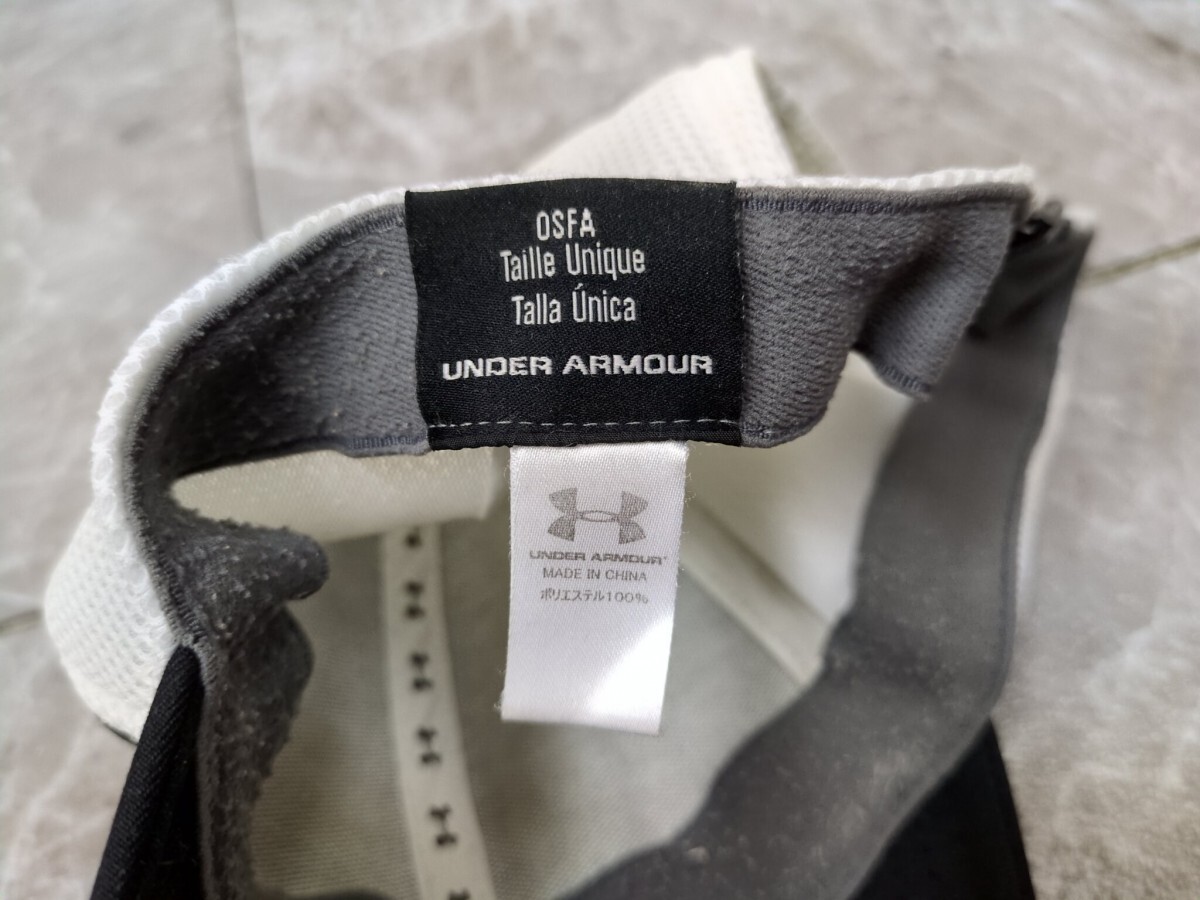 OSFA
Taille Unique
Talla Única
UNDER ARMOUR
UNDER ARMOUR
MADE IN CHINA
ポリエステル100%